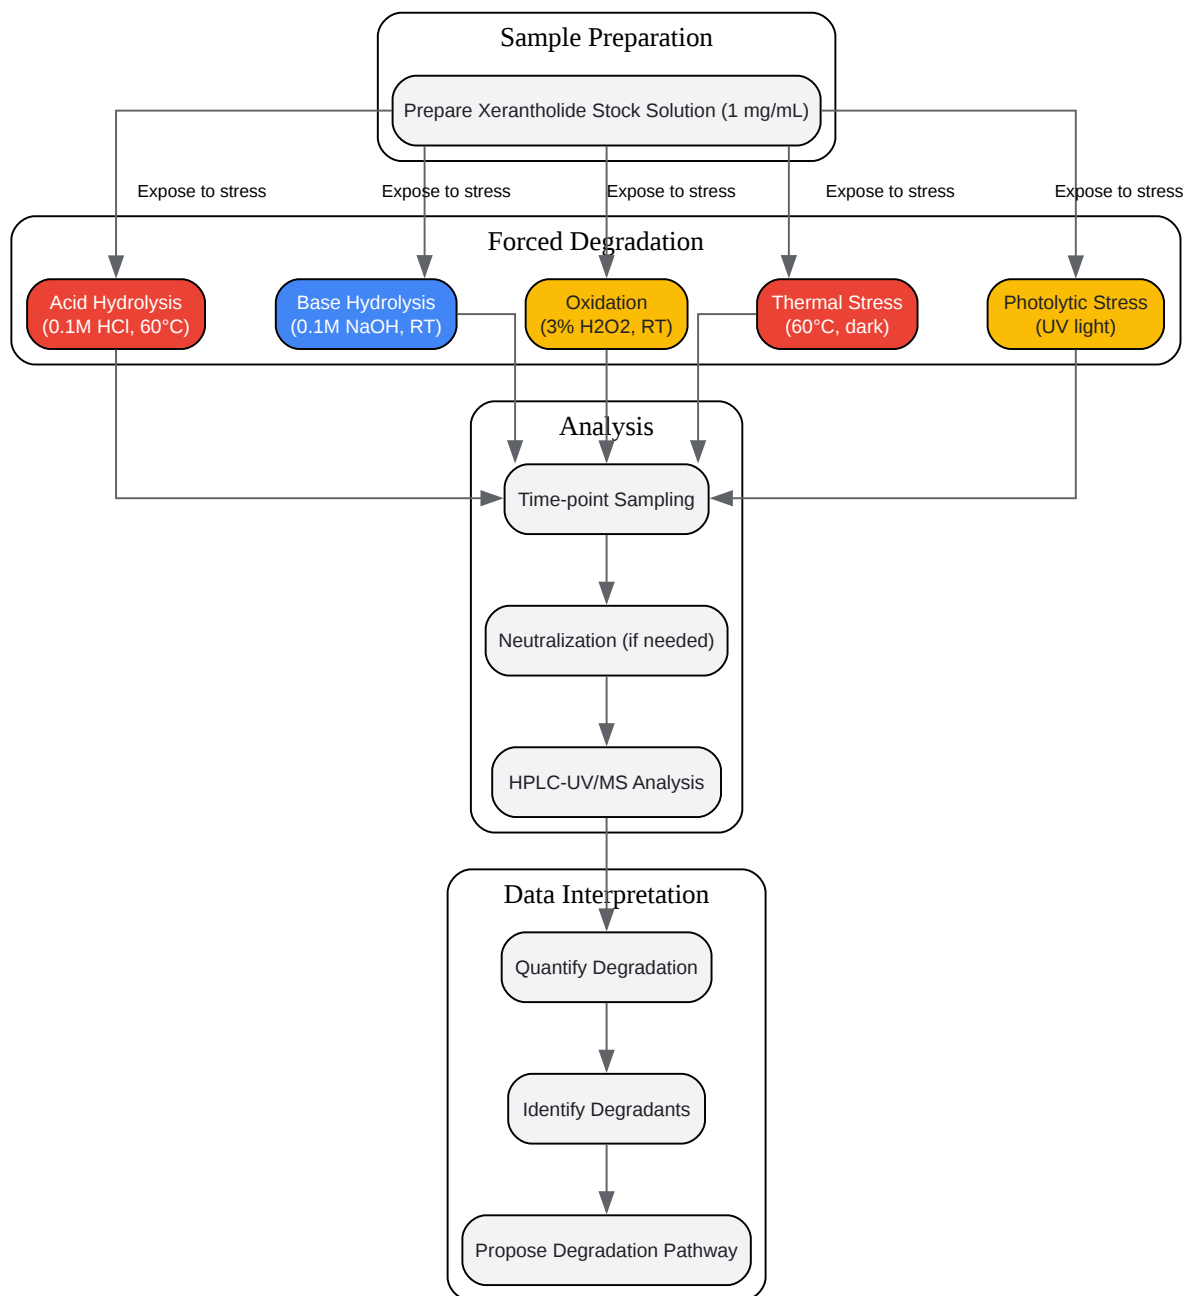 Sample Preparation
Prepare Xerantholide Stock Solution (1 mg/mL)
Expose to stress
Expose to stress
Expose to stress
Expose to stress
Expose to stress
Forced Degradation
Acid Hydrolysis
(0.1M HCl, 60°C)
Base Hydrolysis
(0.1M NaOH, RT)
Oxidation
(3% H2O2, RT)
Thermal Stress
(60°C, dark)
Photolytic Stress
(UV light)
Analysis
Time-point Sampling
Neutralization (if needed)
HPLC-UV/MS Analysis
Data Interpretation
Quantify Degradation
Identify Degradants
Propose Degradation Pathway